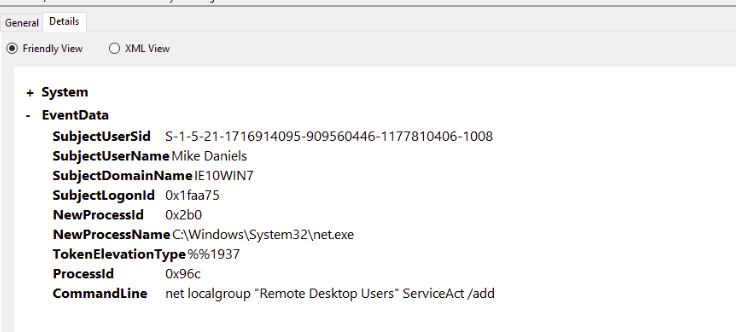 General Details
Friendly View XML View
+ System
- EventData
SubjectUserSid S-1-5-21-1716914095-909560446-1177810406-1008
SubjectUserName Mike Daniels
SubjectDomainName IE10WIN7
SubjectLogonId 0x1faa75
NewProcessId 0x2b0
NewProcessName C:\Windows\System32\net.exe
TokenElevationType %%1937
ProcessId 0x96c
CommandLine net localgroup "Remote Desktop Users" ServiceAct /add